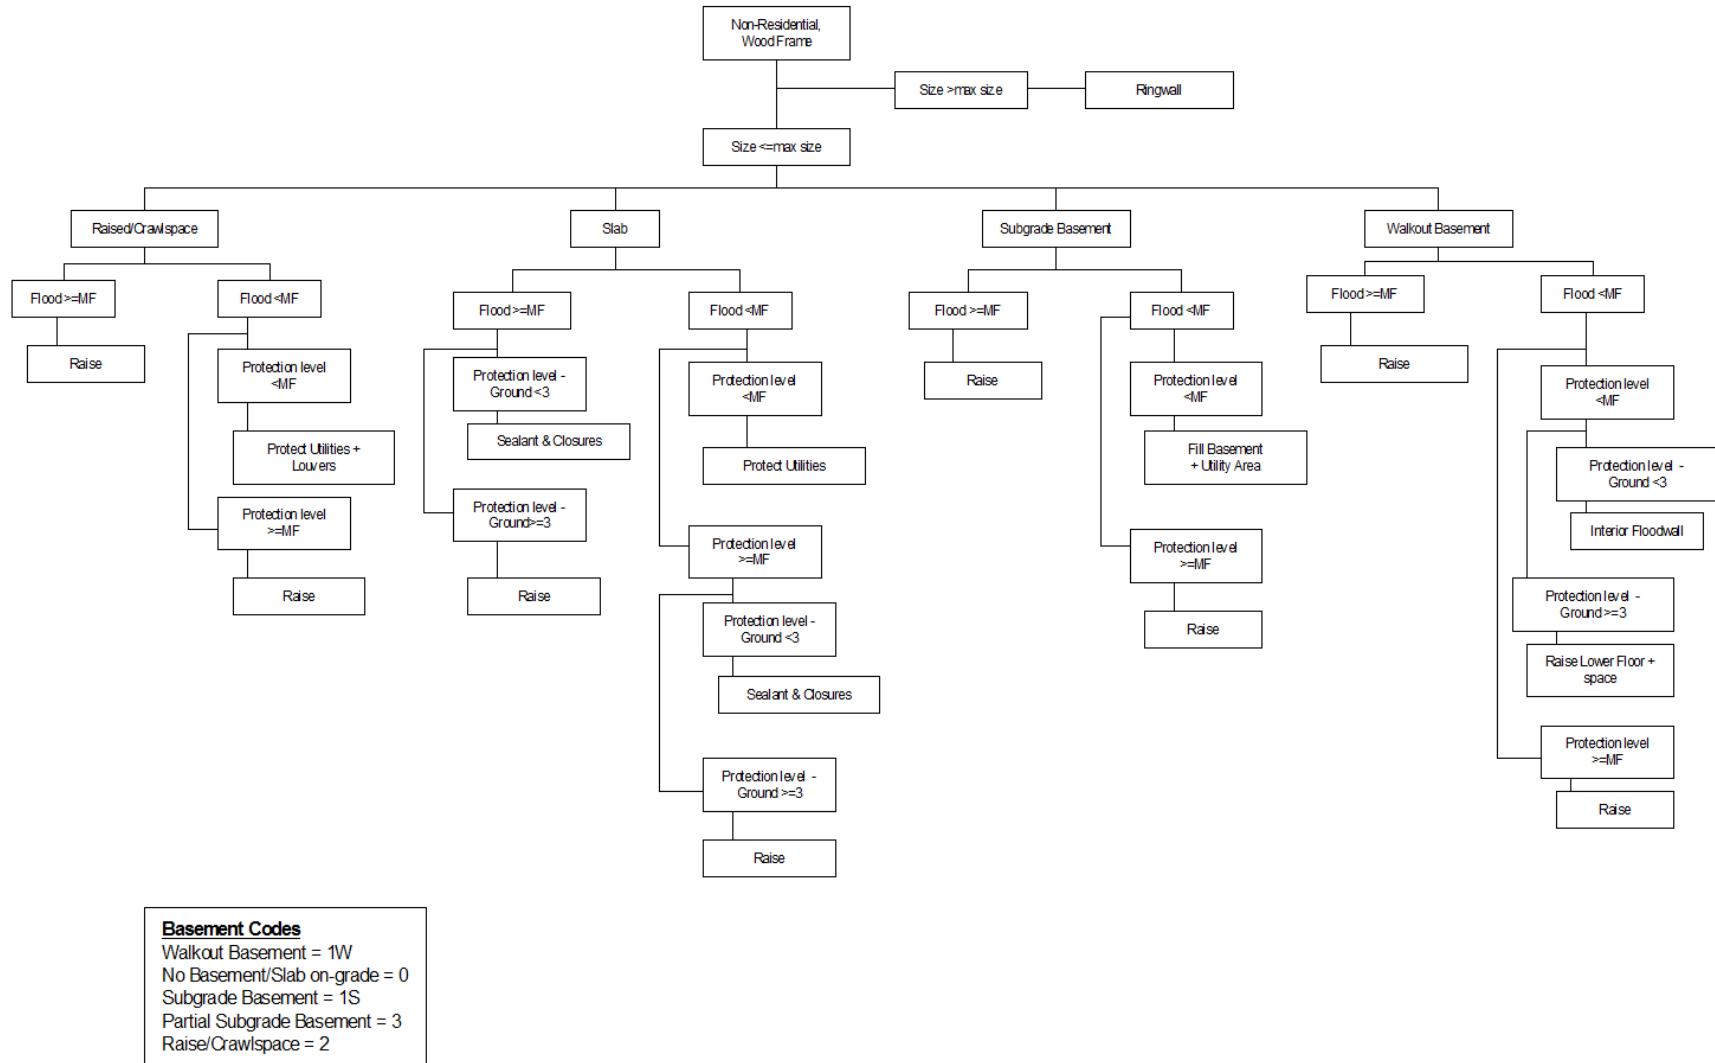 Non-Residential,
Wood Frame
Size >max size
Ringwall
Size <=max size
Raised/Crawlspace
Slab
Subgrade Basement
Walkout Basement
Flood >=MF
Flood <MF
Flood >=MF
Flood <MF
Flood >=MF
Flood <MF
Flood >=MF
Flood <MF
Raise
Protection level
<MF
Protect Utilities +
Louvers
Protection level
>=MF
Raise
Protection level -
Ground <3
Sealant & Closures
Protection level -
Ground>=3
Raise
Protection level
<MF
Protect Utilities
Protection level
>=MF
Protection level -
Ground <3
Sealant & Closures
Protection level -
Ground >=3
Raise
Raise
Protection level
<MF
Fill Basement
+ Utility Area
Protection level
>=MF
Raise
Raise
Protection level
<MF
Protection level -
Ground <3
Interior Floodwall
Protection level -
Ground >=3
Raise Lower Floor +
space
Protection level
>=MF
Raise
Basement Codes
Walkout Basement = 1W
No Basement/Slab on-grade = 0
Subgrade Basement = 1S
Partial Subgrade Basement = 3
Raise/Crawlspace = 2